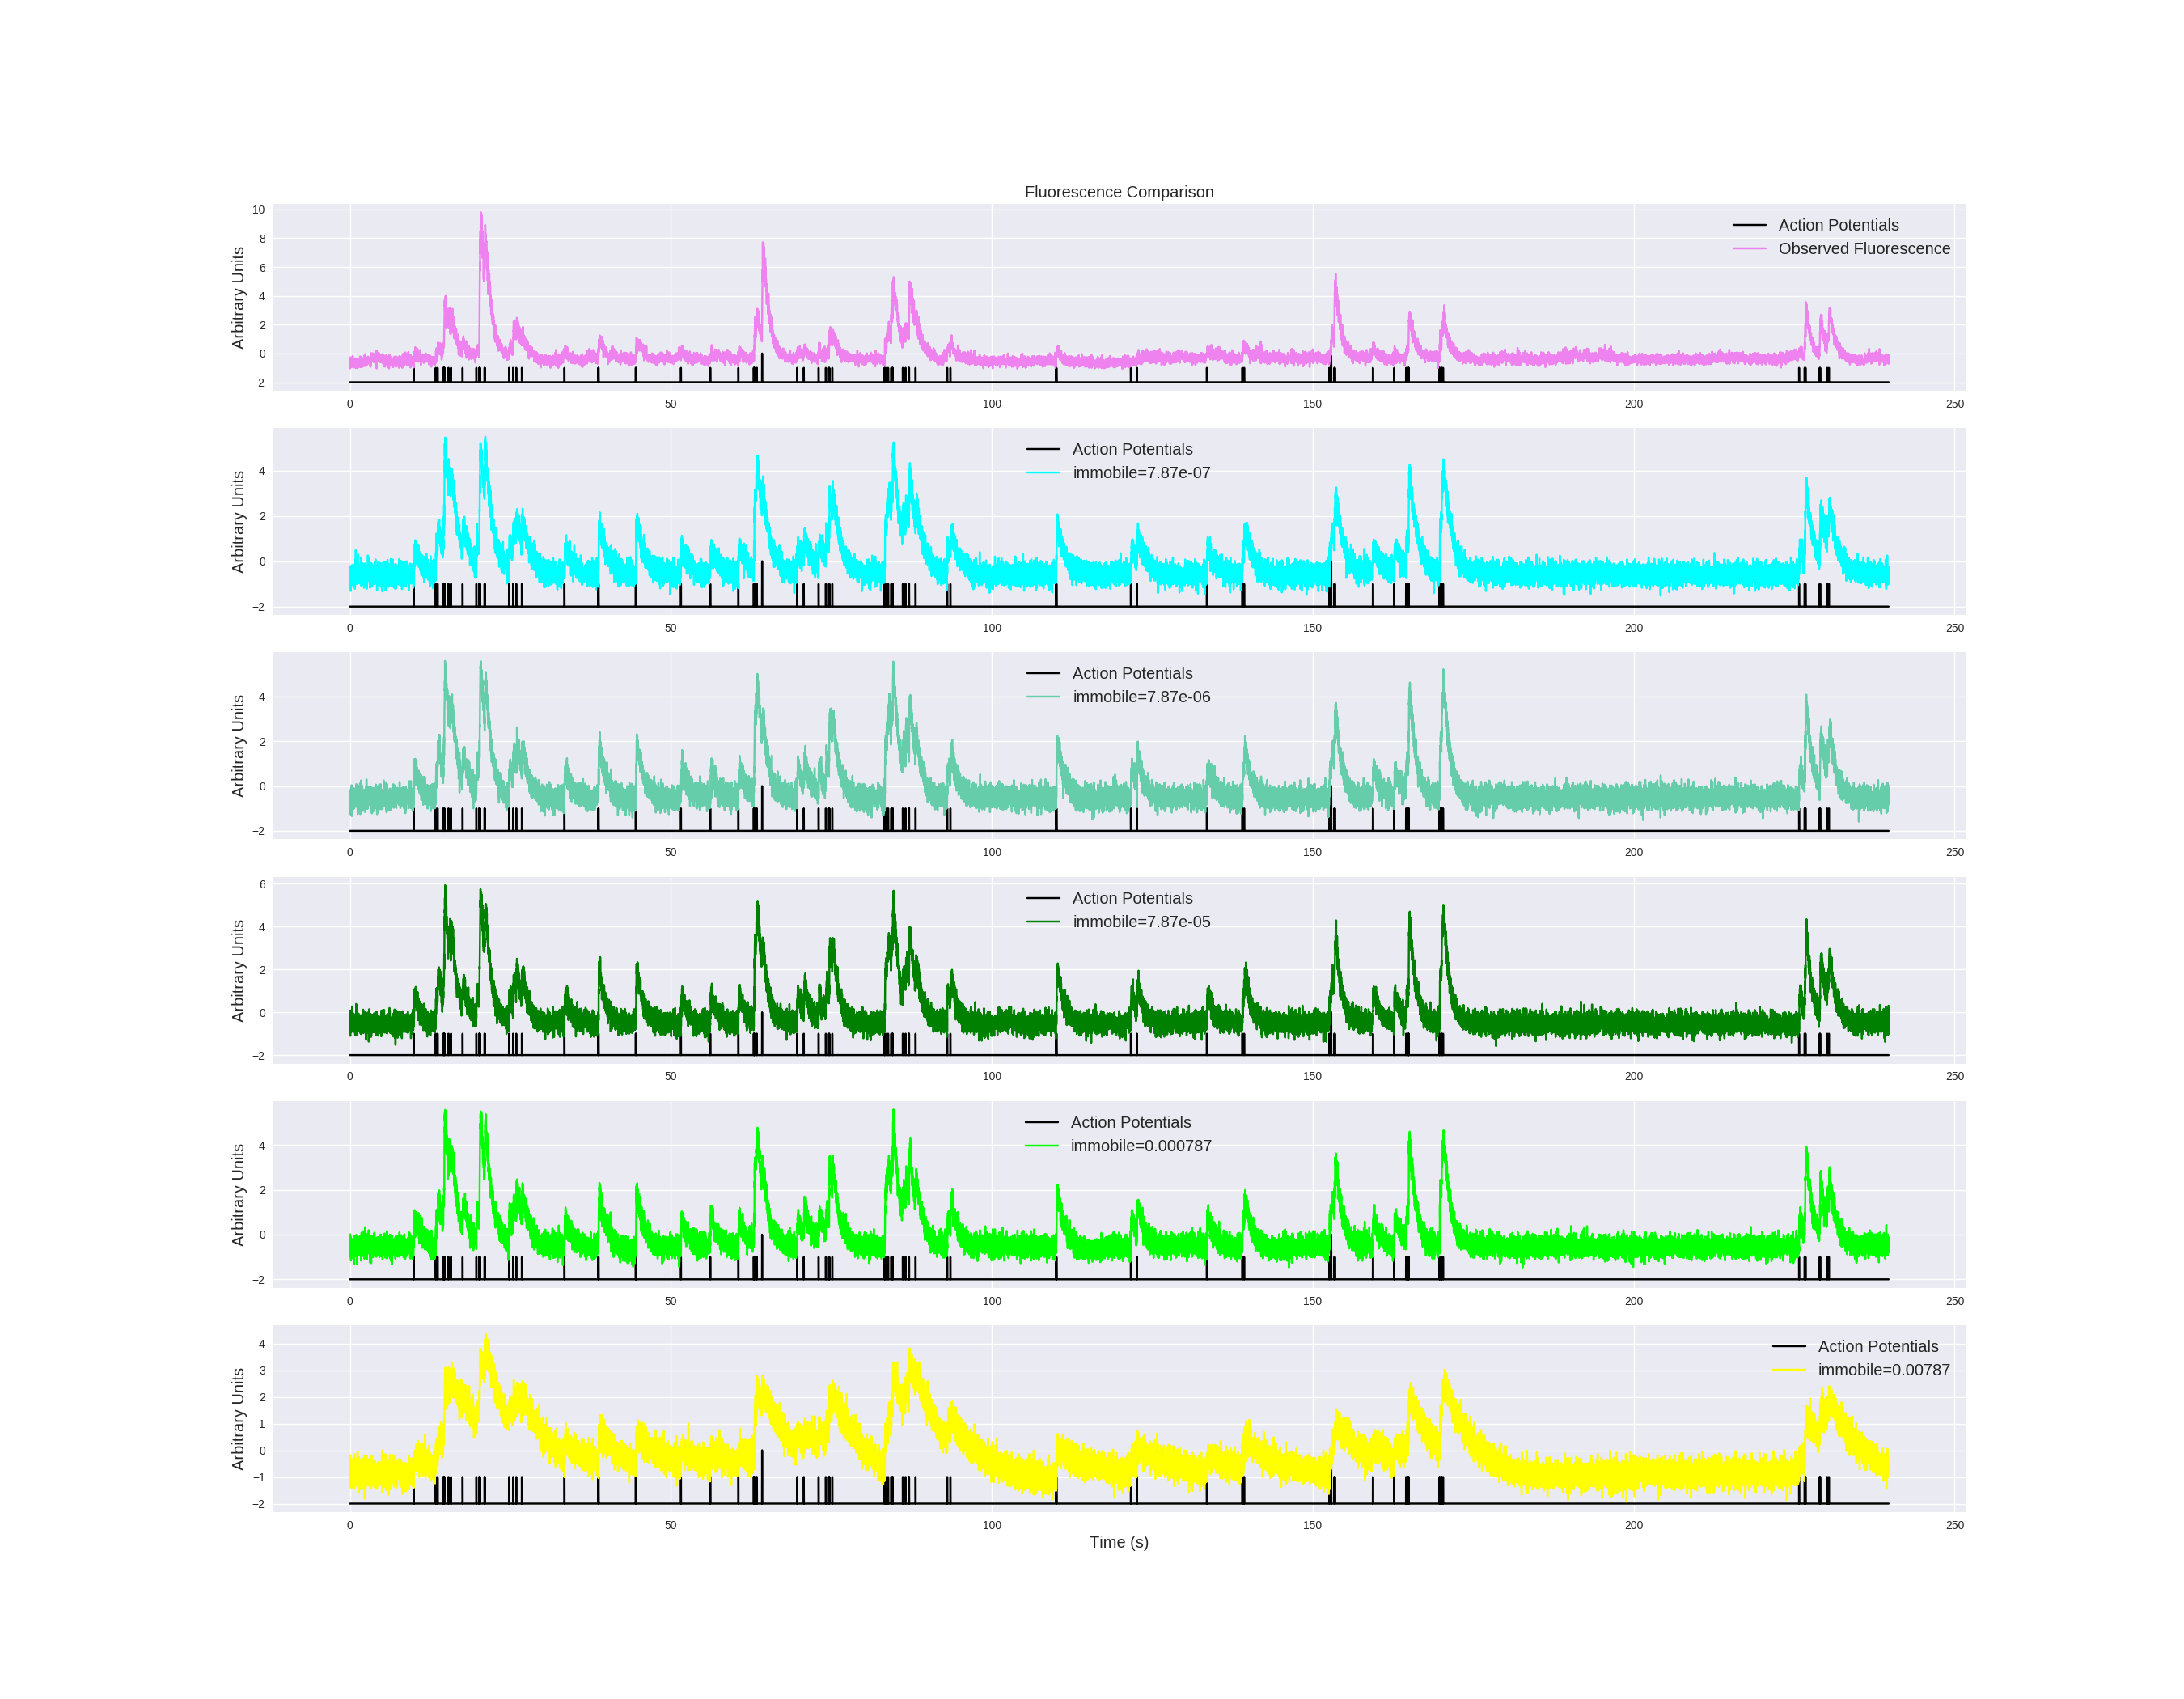 Fluorescence Comparison
Arbitrary Units
10
8
6
4
2
0
−2
Action Potentials
Observed Fluorescence
0 50 100 150 200 250
Arbitrary Units
4
2
0
−2
Action Potentials
immobile=7.87e-07
0 50 100 150 200 250
Arbitrary Units
4
2
0
−2
Action Potentials
immobile=7.87e-06
0 50 100 150 200 250
Arbitrary Units
6
4
2
0
−2
Action Potentials
immobile=7.87e-05
0 50 100 150 200 250
Arbitrary Units
4
2
0
−2
Action Potentials
immobile=0.000787
0 50 100 150 200 250
Arbitrary Units
4
3
2
1
0
−1
−2
Action Potentials
immobile=0.00787
0 50 100 150 200 250
Time (s)